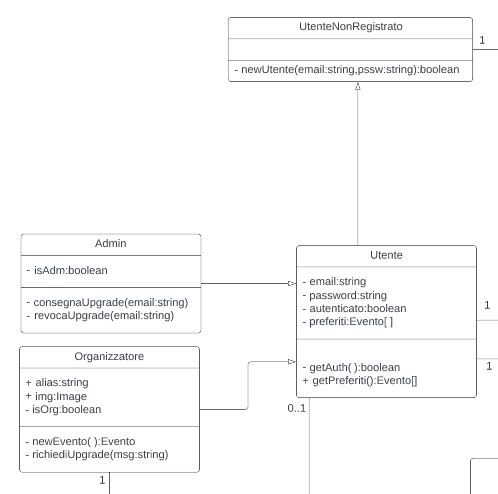 UtenteNonRegistrato
1
- newUtente(email:string,pssw:string):boolean
Admin
- isAdm:boolean
- consegnaUpgrade(email:string)
- revocaUpgrade(email:string)
Utente
- email:string
- password:string
- autenticato:boolean
- preferiti:Evento[ ]
- getAuth( ):boolean
+ getPreferiti():Evento[]
1
1
0..1
Organizzatore
+ alias:string
+ img:Image
- isOrg:boolean
- newEvento( ):Evento
- richiediUpgrade(msg:string)
1